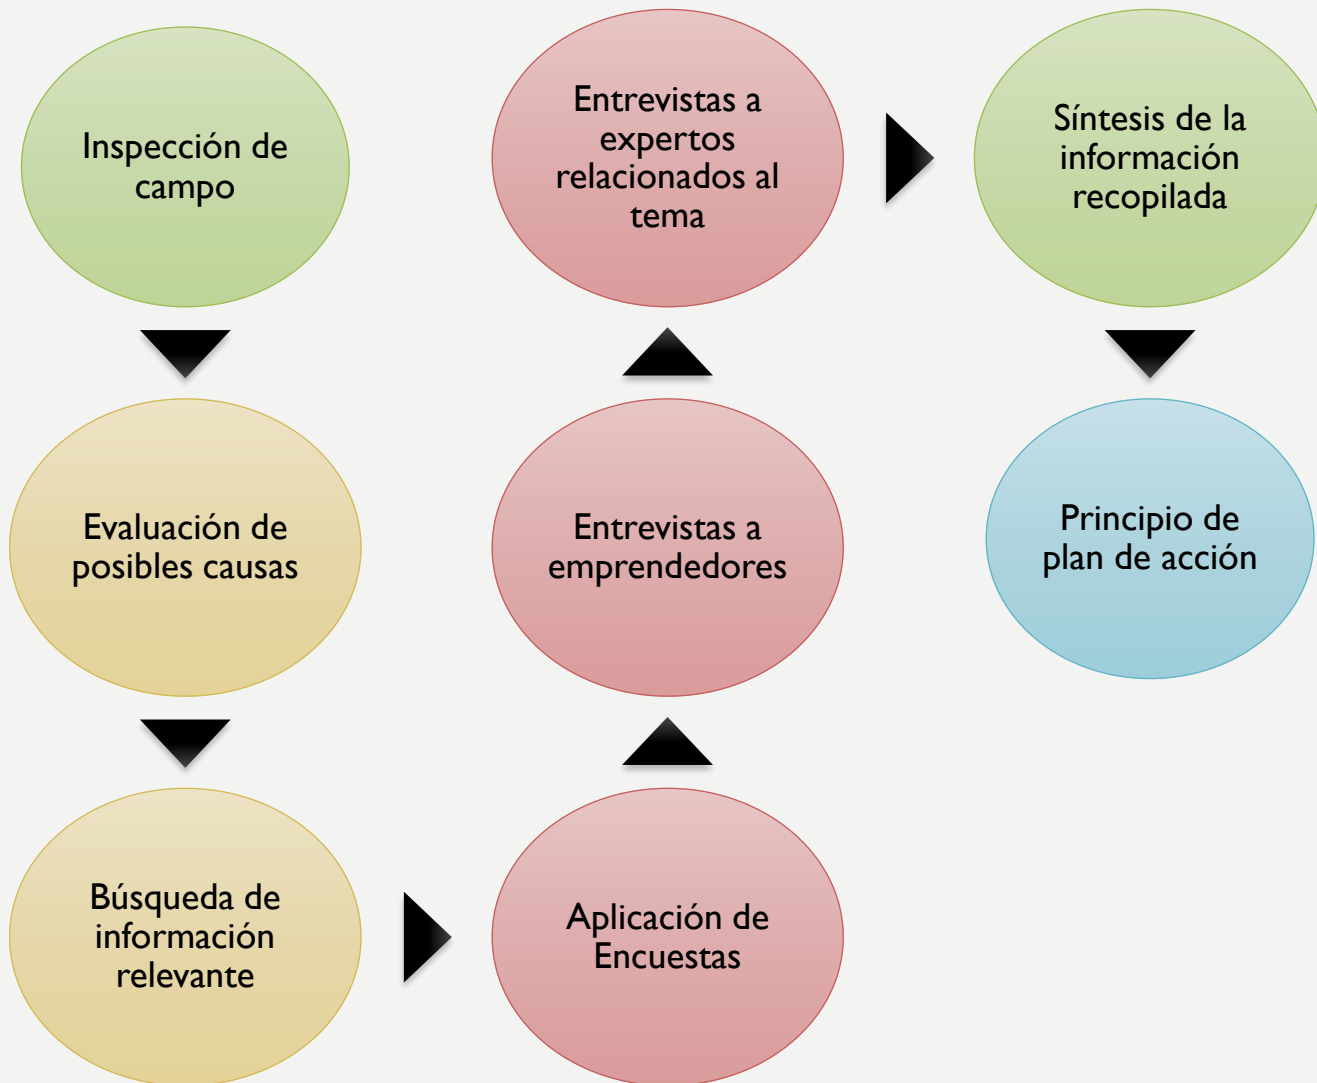 Inspección de
campo
Evaluación de
posibles causas
Búsqueda de
información
relevante
Aplicación de
Encuestas
Entrevistas a
emprendedores
Entrevistas a
expertos
relacionados al
tema
Síntesis de la
información
recopilada
Principio de
plan de acción